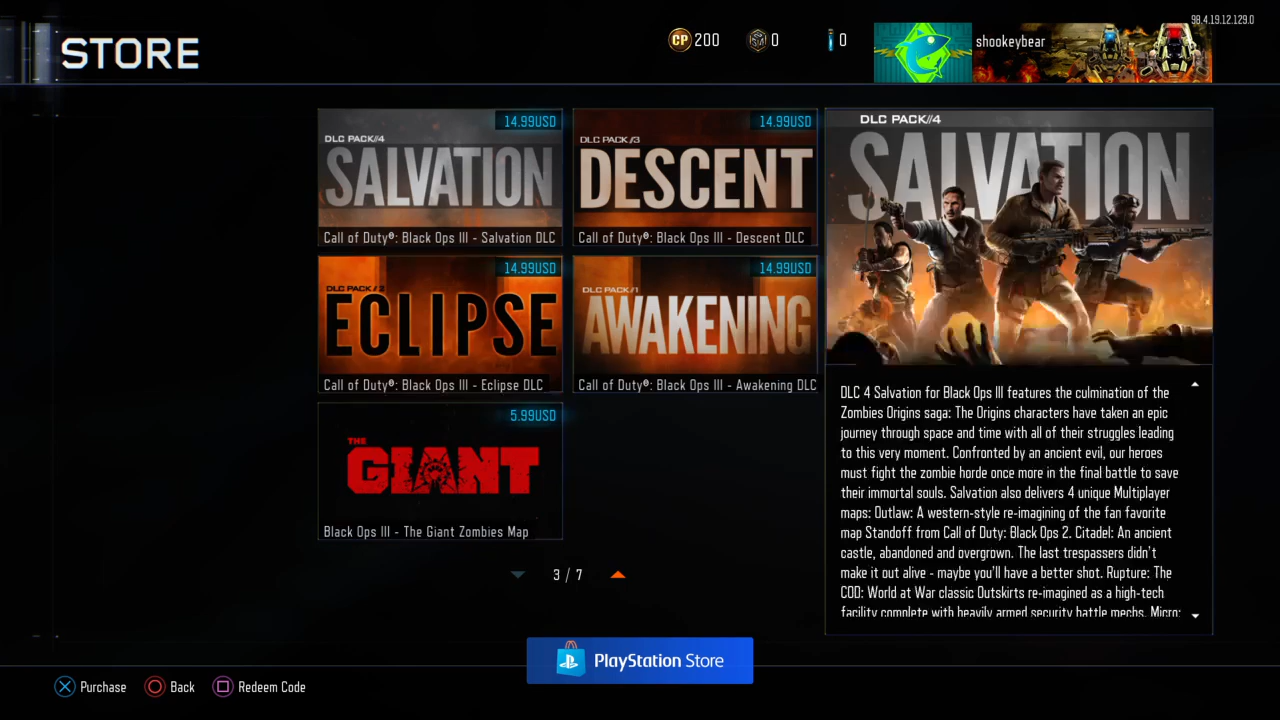 98.4.19.12.129.0
STORE
CP 200
0
0
shookeybear
14.99USD
DLC PACK//4
SALVATION
Call of Duty®: Black Ops III - Salvation DLC
14.99USD
DLC PACK/3
DESCENT
Call of Duty®: Black Ops III - Descent DLC
14.99USD
DLC PACK/2
ECLIPSE
Call of Duty®: Black Ops III - Eclipse DLC
14.99USD
DLC PACK/1
AWAKENING
Call of Duty®: Black Ops III - Awakening DLC
5.99USD
THE
GIANT
Black Ops III - The Giant Zombies Map
3 / 7
DLC PACK//4
SALVATION
DLC 4 Salvation for Black Ops III features the culmination of the
Zombies Origins saga: The Origins characters have taken an epic
journey through space and time with all of their struggles leading
to this very moment. Confronted by an ancient evil, our heroes
must fight the zombie horde once more in the final battle to save
their immortal souls. Salvation also delivers 4 unique Multiplayer
maps: Outlaw: A western-style re-imagining of the fan favorite
map Standoff from Call of Duty: Black Ops 2. Citadel: An ancient
castle, abandoned and overgrown. The last trespassers didn't
make it out alive - maybe you'll have a better shot. Rupture: The
COD: World at War classic Outskirts re-imagined as a high-tech
facility complete with heavily armed security battle mechs. Micro:
PlayStation Store
Purchase
Back
Redeem Code